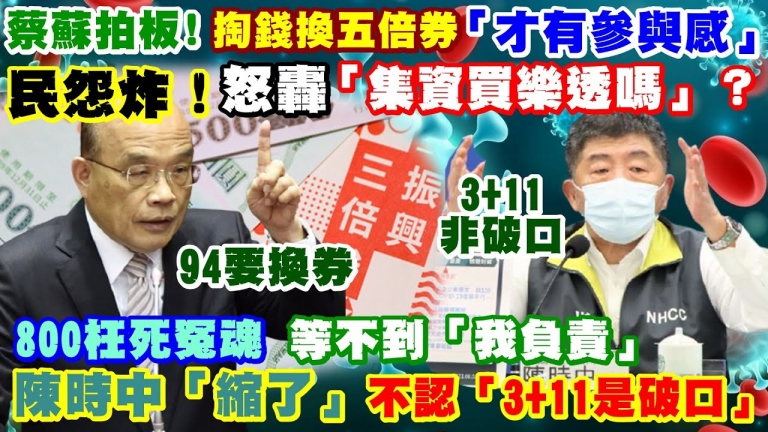 蔡蘇拍板!掏錢換五倍券「才有參與感」
民怨炸!怒轟「集資買樂透嗎」?
500
振興
三倍
3+11
非破口
94要換券
NHCC
陳時中
800枉死冤魂 等不到「我負責」
陳時中「縮了」不認「3+11是破口」